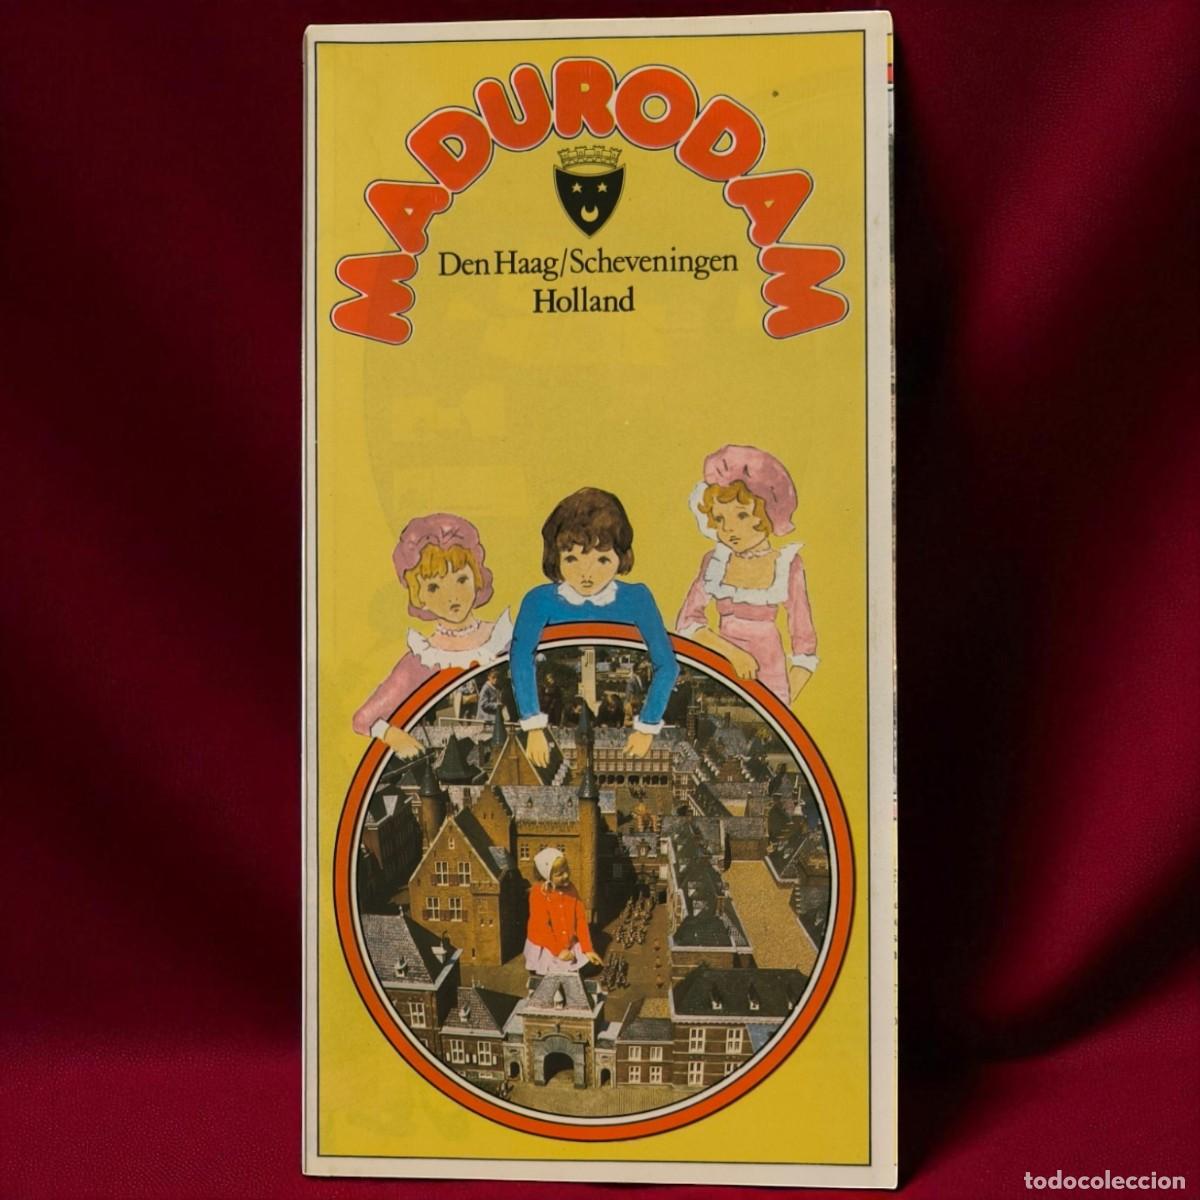 MADURODAM
Den Haag/Scheveningen
Holland
todocoleccion